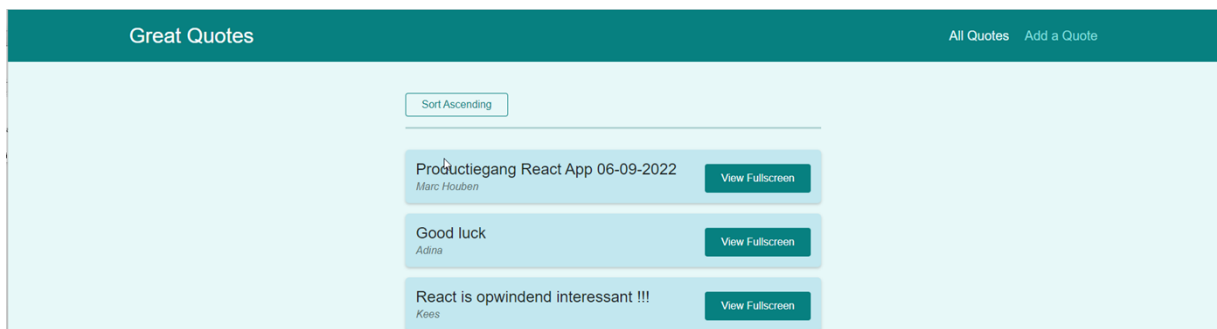 Great Quotes
All Quotes Add a Quote
Sort Ascending
Productiegang React App 06-09-2022
Marc Houben
View Fullscreen
Good luck
Adina
View Fullscreen
React is opwindend interessant !!!
Kees
View Fullscreen